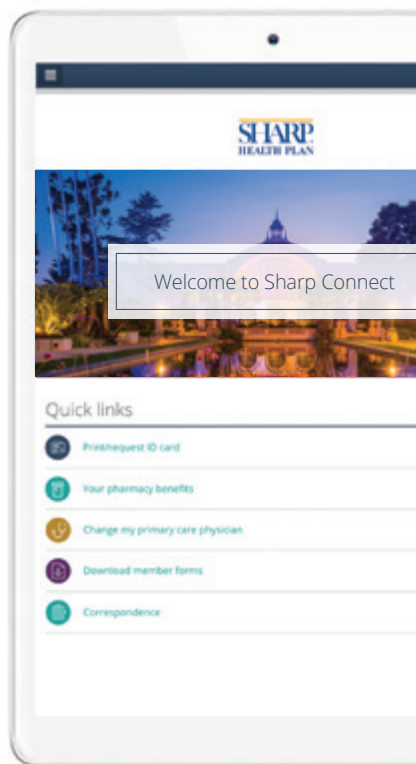 SHARP
HEALTH PLAN
Welcome to Sharp Connect
Quick links
Print/request ID card
Your pharmacy benefits
Change my primary care physician
Download member forms
Correspondence